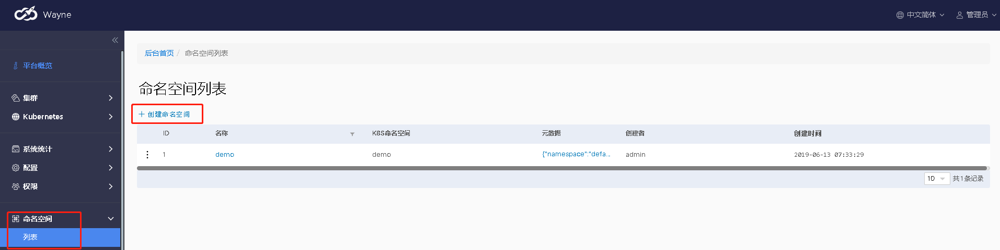 Wayne
中文简体
管理员
平台概览
集群
Kubernetes
系统统计
配置
权限
命名空间
列表
后台首页 / 命名空间列表
命名空间列表
+ 创建命名空间
ID 名称 K8S命名空间 元数据 创建者 创建时间
1 demo demo {"namespace":"defa... admin 2019-06-13 07:33:29
10 共1条记录